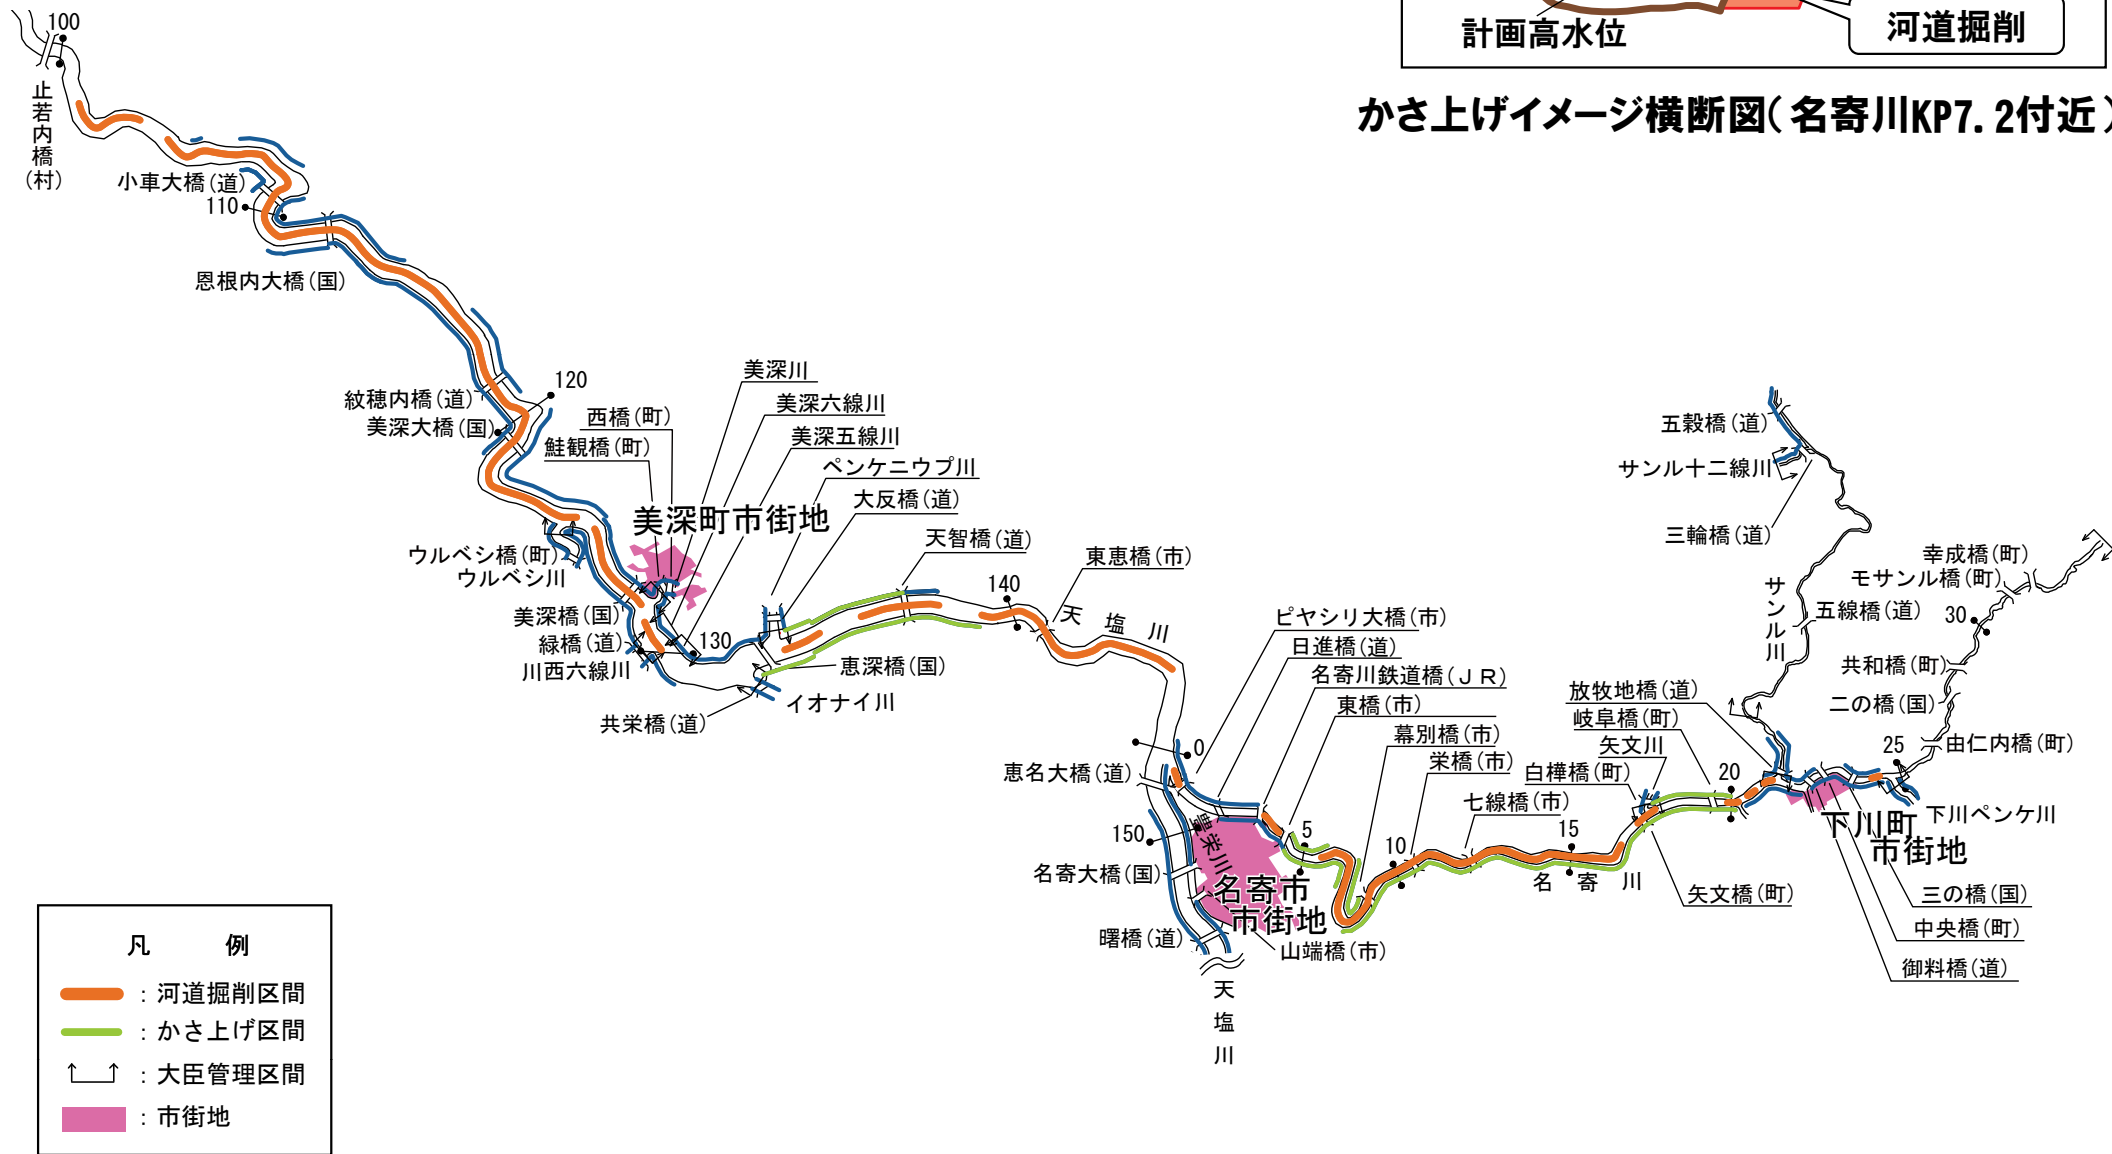 計画高水位
河道掘削
かさ上げイメージ横断図(名寄川KP7.2付近)
100
止若内橋(村)
小車大橋(道)
110
恩根内大橋(国)
紋穂内橋(道)
120
美深大橋(国)
西橋(町)
鮭観橋(町)
美深川
美深六線川
美深五線川
ペンケニウプ川
大反橋(道)
美深町市街地
天智橋(道)
ウルベシ橋(町)
ウルベシ川
美深橋(国)
緑橋(道)
川西六線川
130
恵深橋(国)
イオナイ川
共栄橋(道)
140
東恵橋(市)
天塩川
ピヤシリ大橋(市)
日進橋(道)
名寄川鉄道橋(JR)
東橋(市)
幕別橋(市)
栄橋(市)
七線橋(市)
0
恵名大橋(道)
150
豊栄川
名寄大橋(国)
名寄市
市街地
曙橋(道)
山端橋(市)
天塩川
5
10
15
名寄川
白樺橋(町)
矢文川
岐阜橋(町)
放牧地橋(道)
矢文橋(町)
20
五穀橋(道)
サンル十二線川
三輪橋(道)
サンル川
五線橋(道)
幸成橋(町)
モサンル橋(町)
30
共和橋(町)
二の橋(国)
由仁内橋(町)
25
下川ペンケ川
下川町
市街地
三の橋(国)
中央橋(町)
御料橋(道)
凡例
:河道掘削区間
:かさ上げ区間
:大臣管理区間
:市街地